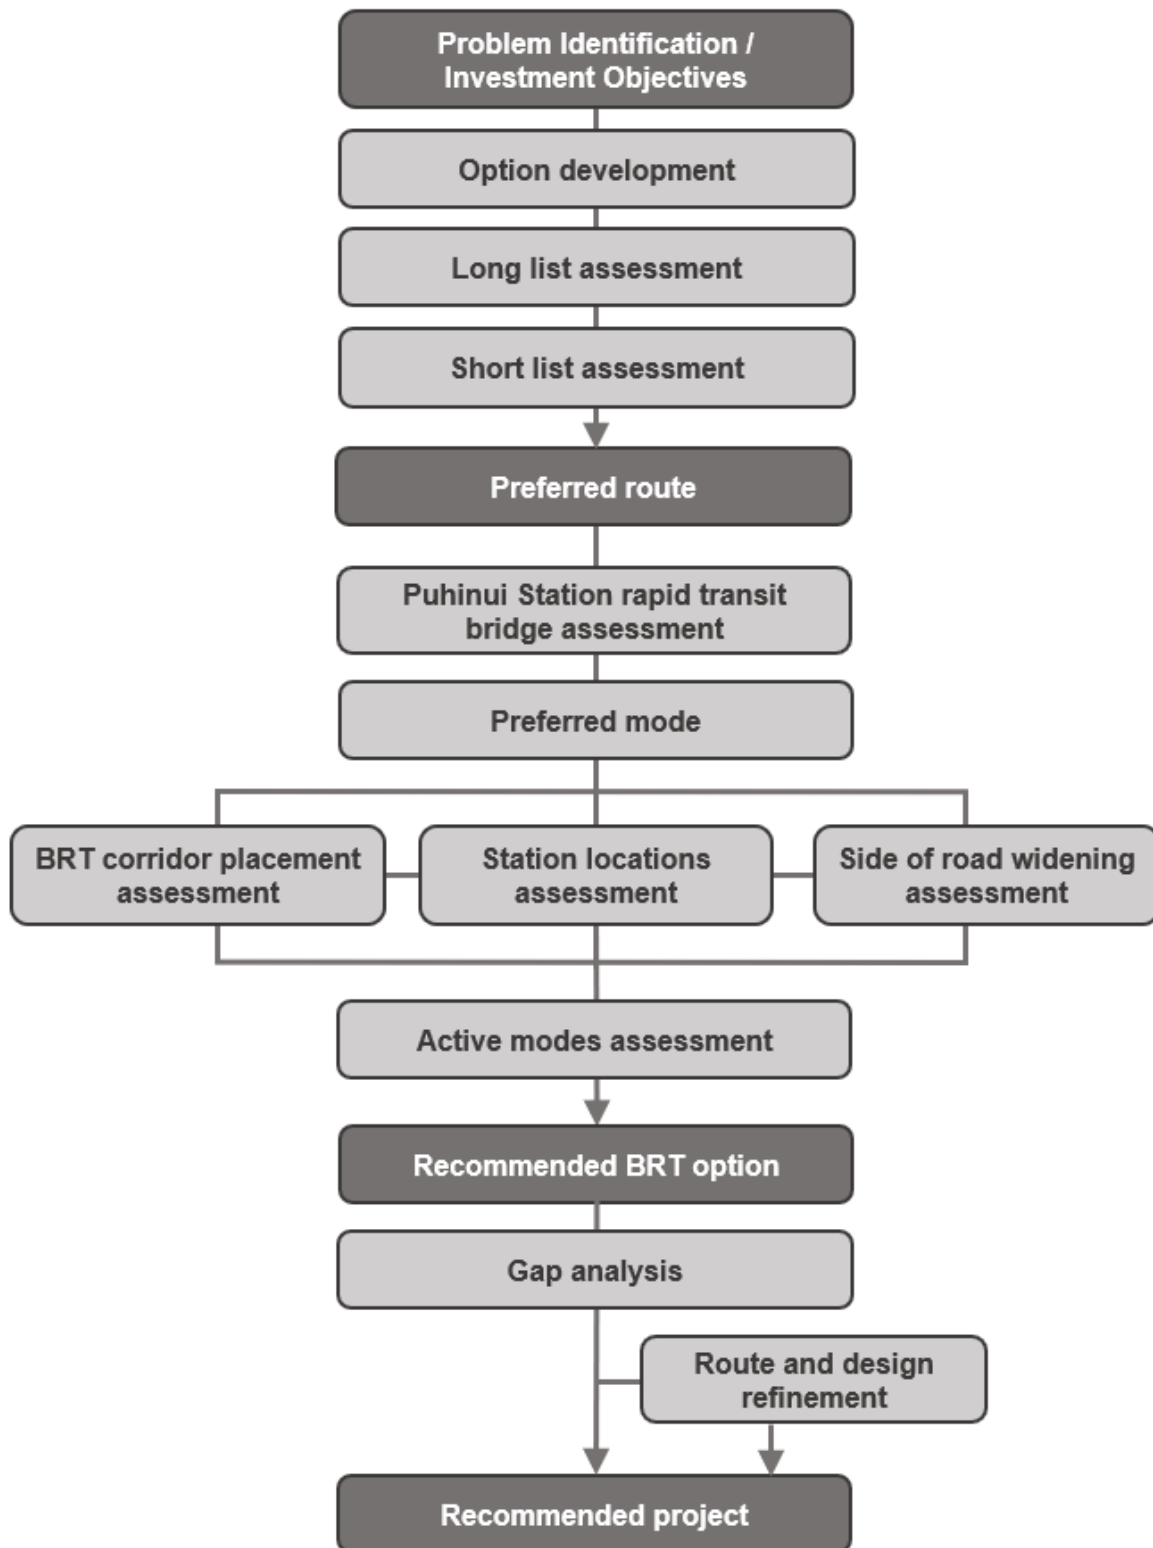 Problem Identification /
Investment Objectives
Option development
Long list assessment
Short list assessment
Preferred route
Puhinui Station rapid transit
bridge assessment
Preferred mode
BRT corridor placement
assessment
Station locations
assessment
Side of road widening
assessment
Active modes assessment
Recommended BRT option
Gap analysis
Route and design
refinement
Recommended project